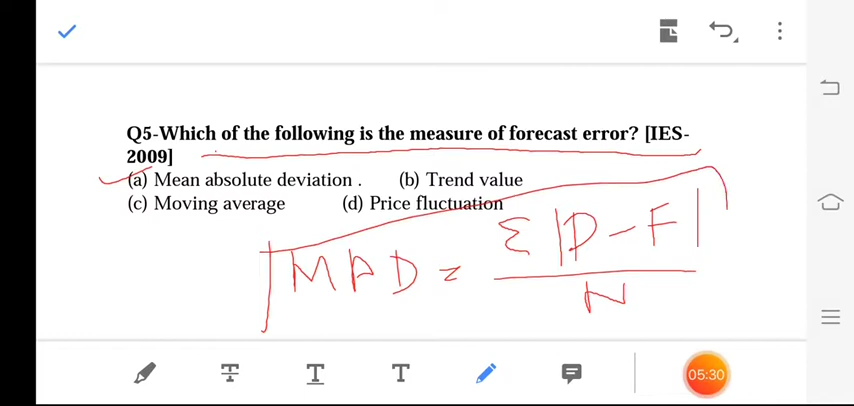 Q5-Which of the following is the measure of forecast error? [IES-
2009]
(a) Mean absolute deviation . (b) Trend value
(c) Moving average (d) Price fluctuation
MAD = Σ |D - F|
N
T T T
05:30